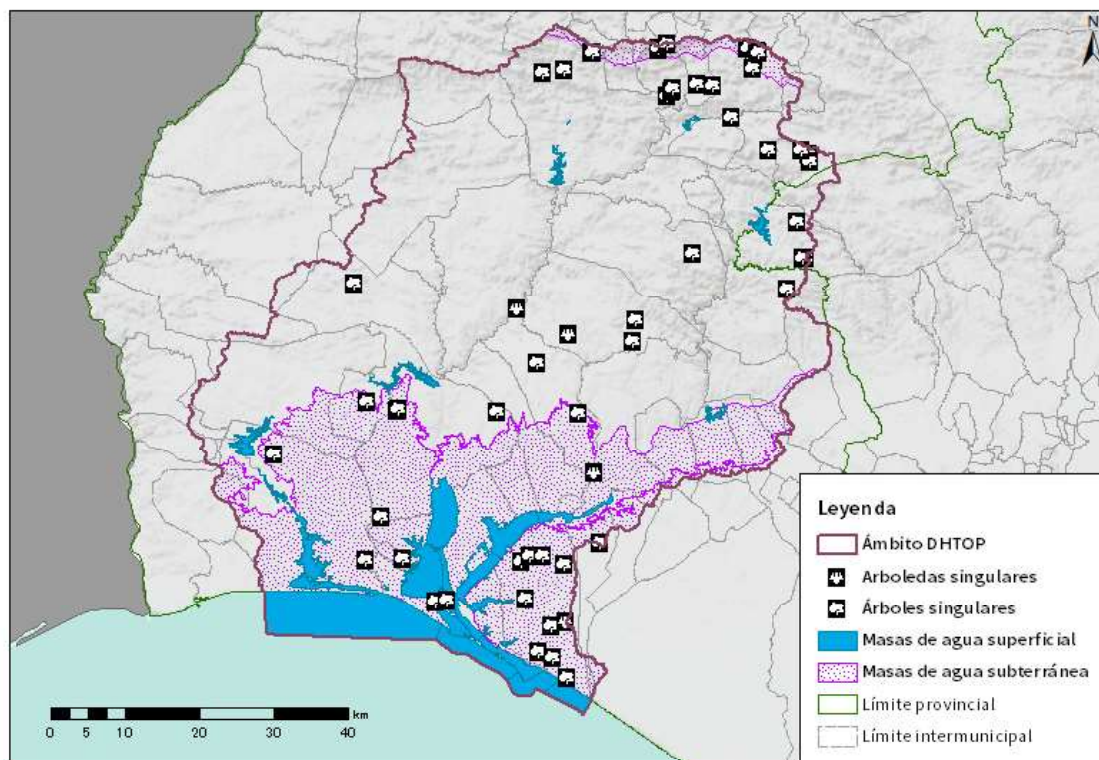 N
Leyenda
Ámbito DHTOP
Arboledas singulares
Árboles singulares
Masas de agua superficial
Masas de agua subterránea
Límite provincial
Límite intermunicipal
km
0 5 10 20 30 40